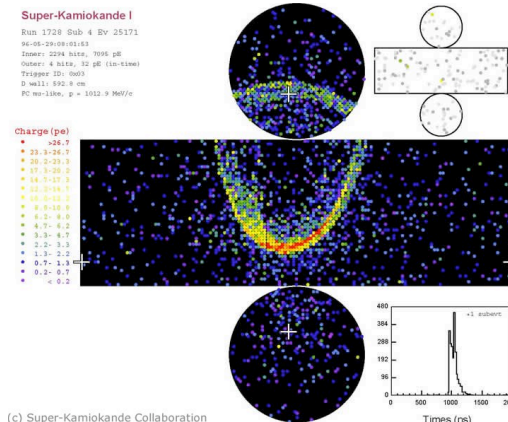 Super-Kamiokande I
Run 1728 Sub 4 Ev 25171
96-05-29:09:01:53
Inner: 2294 hits, 7095 pE
Outer: 4 hits, 32 pE (in-time)
Trigger ID: 0x03
D wall: 592.8 cm
FC mu-like, p = 1012.9 MeV/c
Charge(pe)
>26.7
23.3-26.7
20.2-23.3
17.3-20.2
14.7-17.3
12.2-14.7
10.0-12.2
8.0-10.0
6.2- 8.0
4.7- 6.2
3.3- 4.7
2.2- 3.3
1.3- 2.2
0.7- 1.3
0.2- 0.7
< 0.2
+1 subevt
480
384
288
192
96
0
0 500 1000 1500
Times (ns)
(c) Super-Kamiokande Collaboration